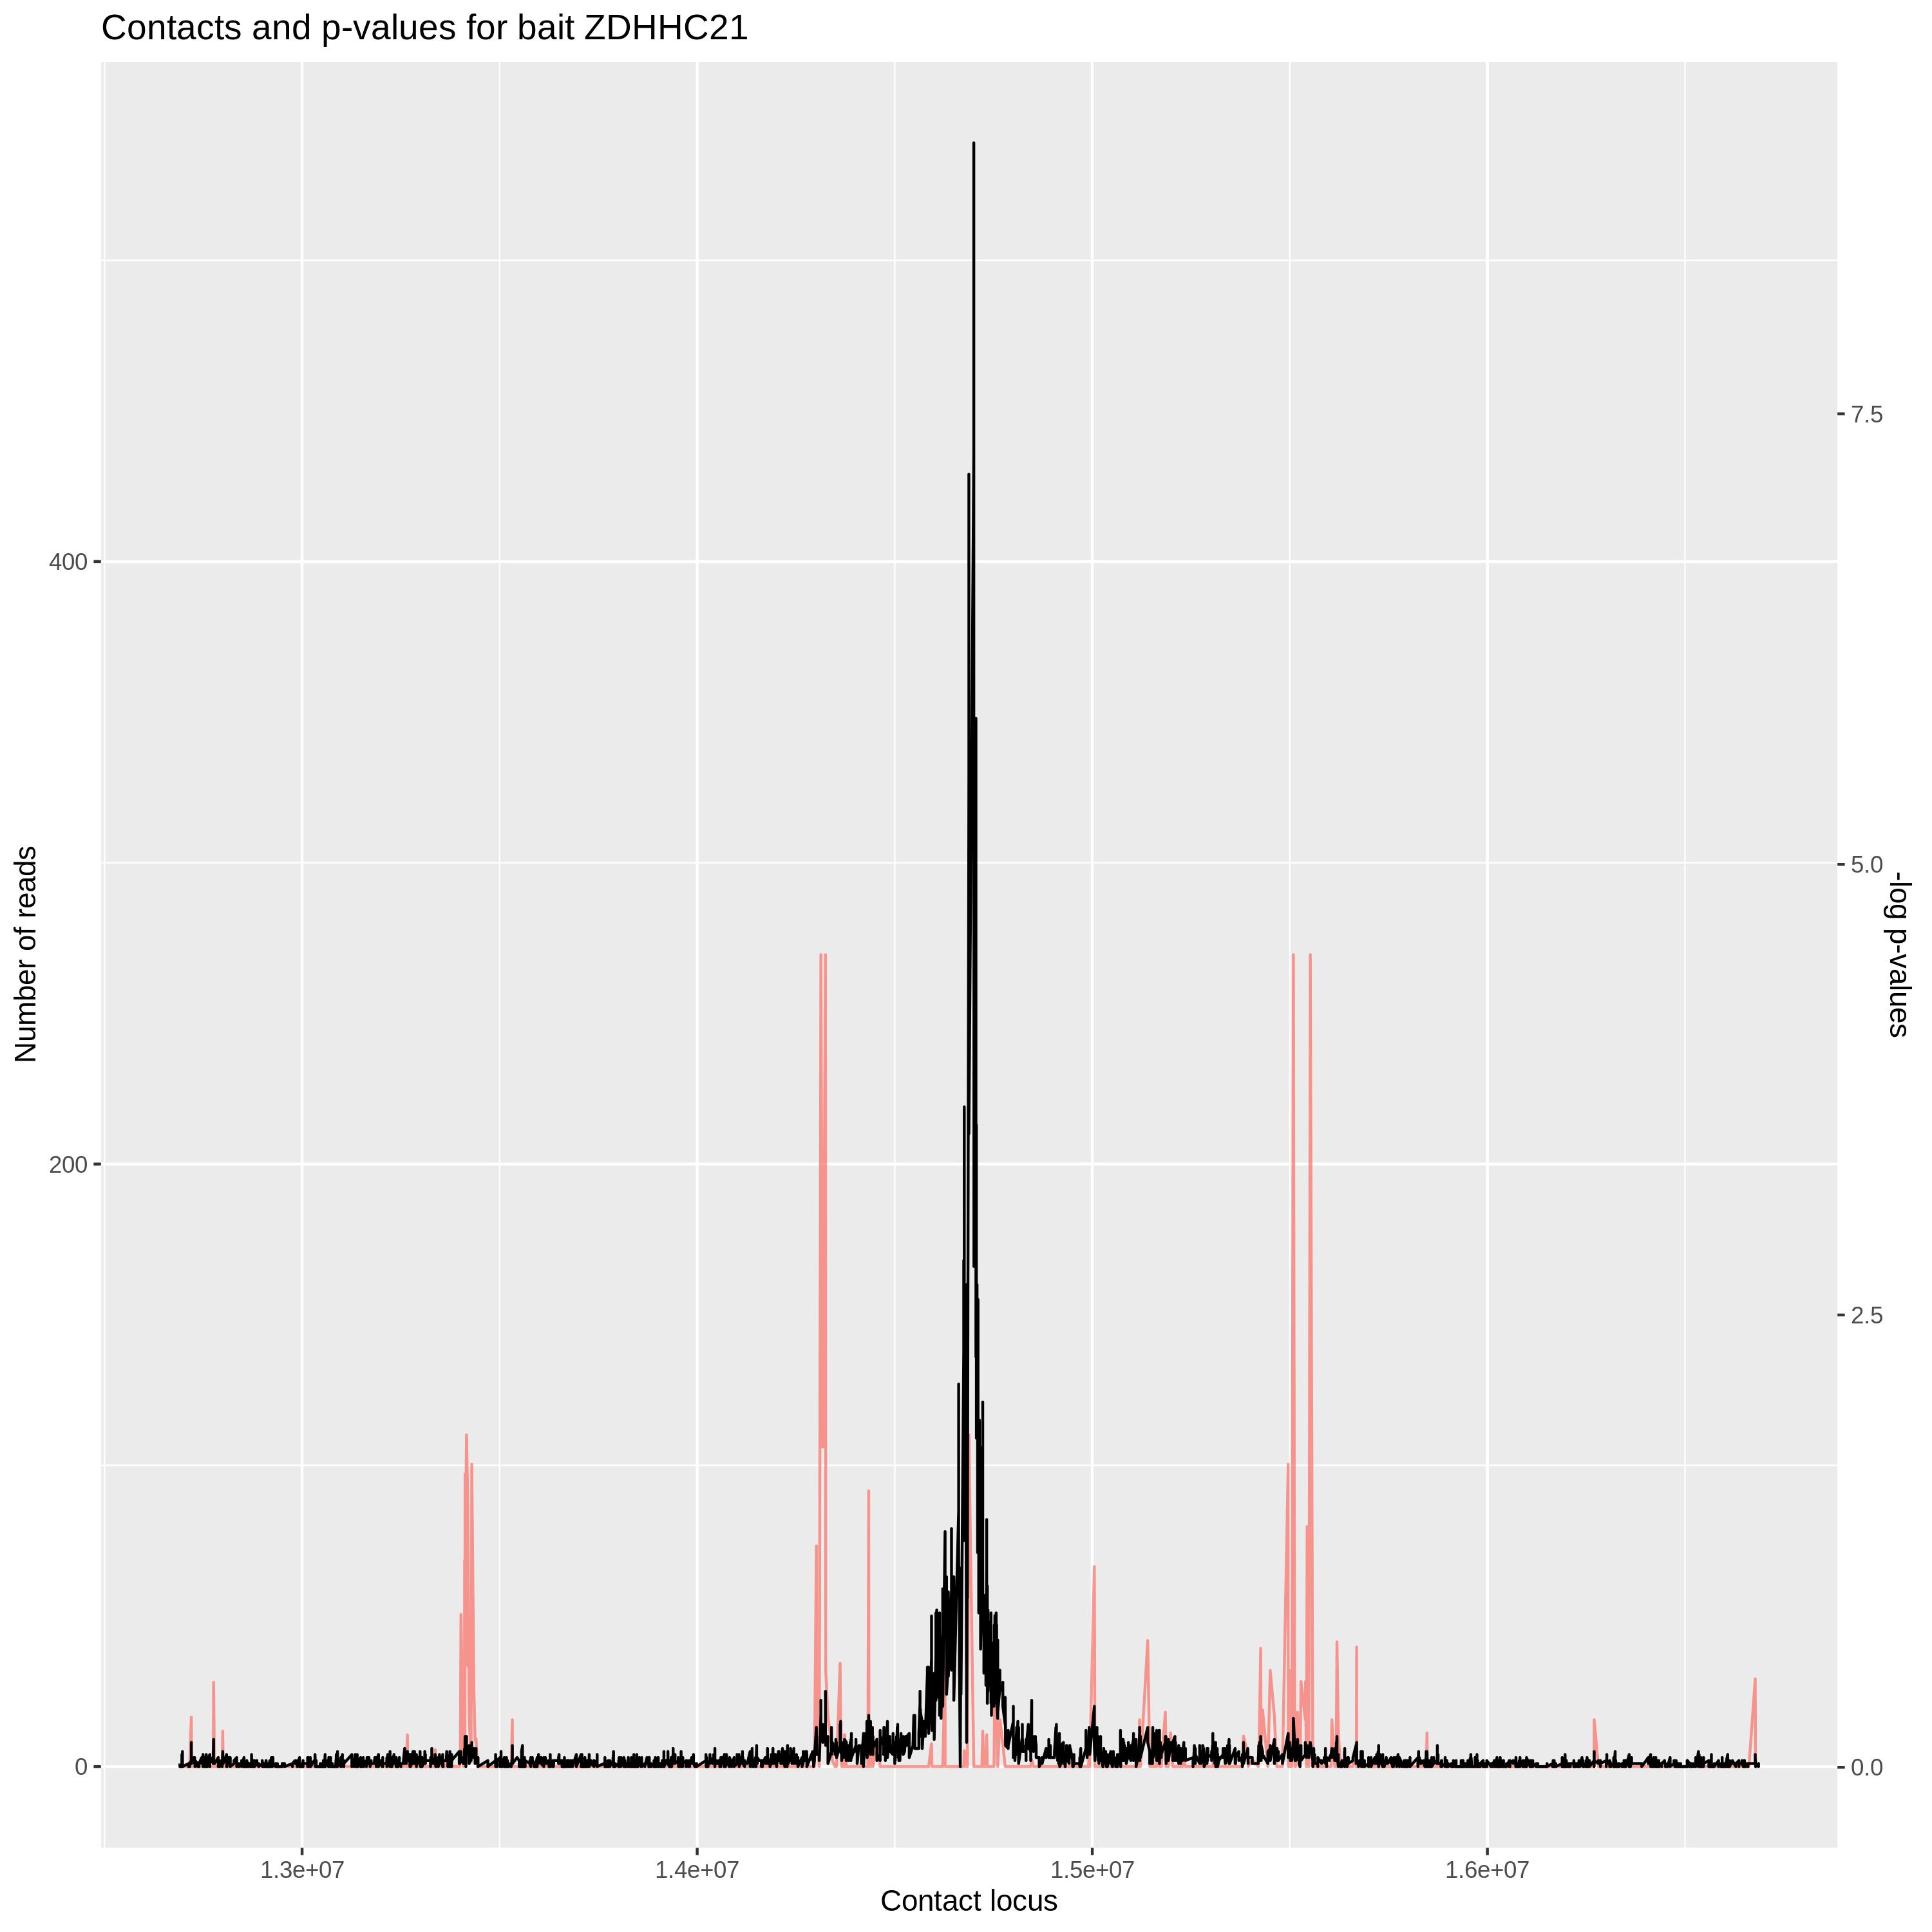 Contacts and p-values for bait ZDHHC21
Number of reads
400
200
0
7.5
5.0
2.5
0.0
-log p-values
1.3e+07
1.4e+07
1.5e+07
1.6e+07
Contact locus